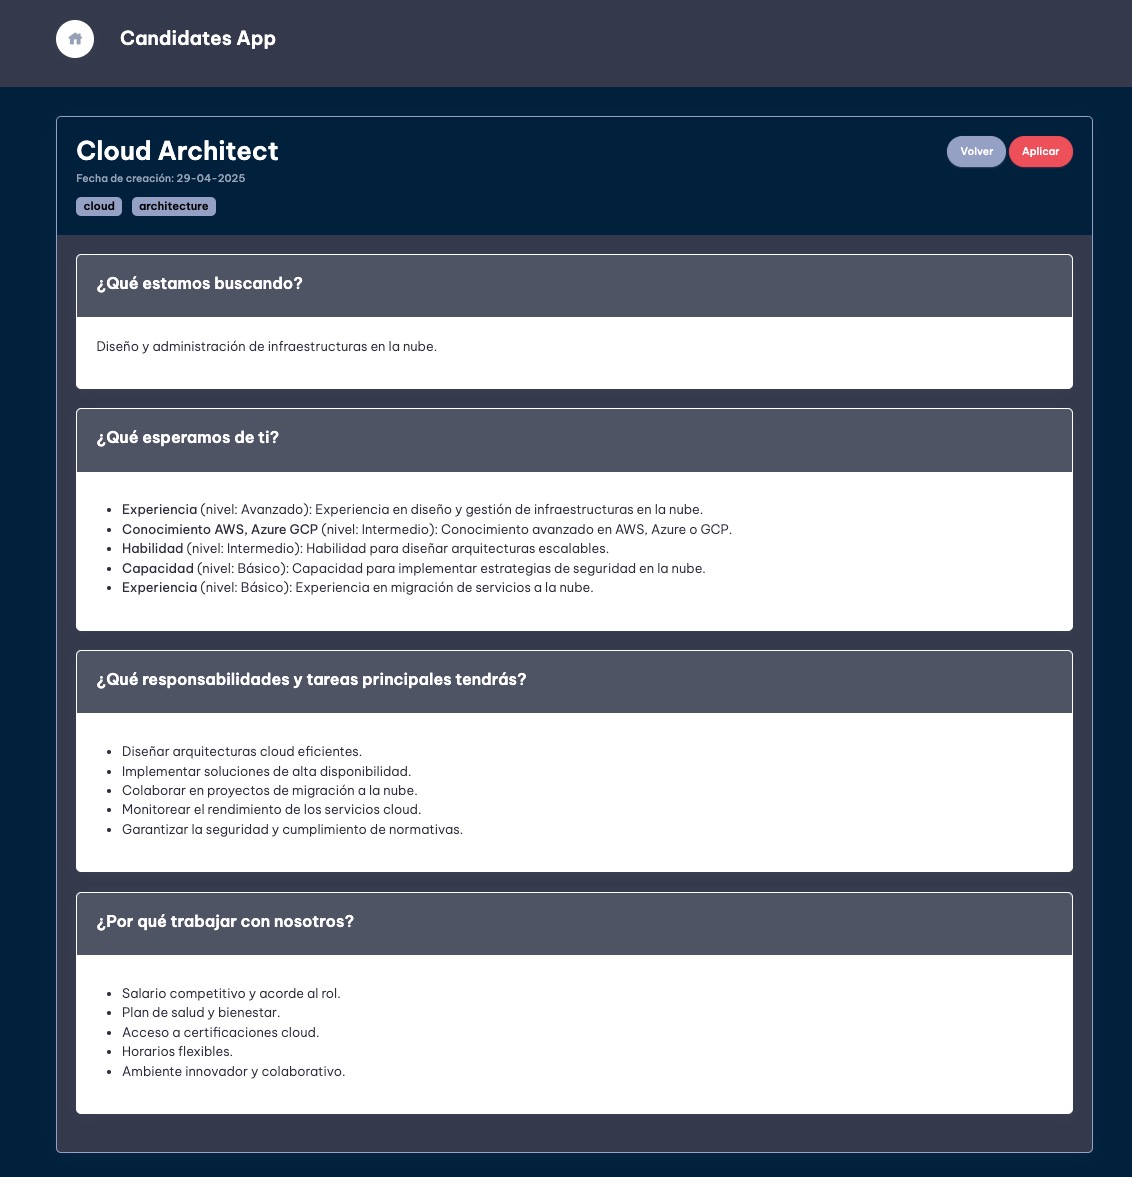 Candidates App
Cloud Architect
Volver
Aplicar
Fecha de creación: 29-04-2025
cloud architecture
¿Qué estamos buscando?
Diseño y administración de infraestructuras en la nube.
¿Qué esperamos de ti?
• Experiencia (nivel: Avanzado): Experiencia en diseño y gestión de infraestructuras en la nube.
• Conocimiento AWS, Azure GCP (nivel: Intermedio): Conocimiento avanzado en AWS, Azure o GCP.
• Habilidad (nivel: Intermedio): Habilidad para diseñar arquitecturas escalables.
• Capacidad (nivel: Básico): Capacidad para implementar estrategias de seguridad en la nube.
• Experiencia (nivel: Básico): Experiencia en migración de servicios a la nube.
¿Qué responsabilidades y tareas principales tendrás?
• Diseñar arquitecturas cloud eficientes.
• Implementar soluciones de alta disponibilidad.
• Colaborar en proyectos de migración a la nube.
• Monitorear el rendimiento de los servicios cloud.
• Garantizar la seguridad y cumplimiento de normativas.
¿Por qué trabajar con nosotros?
• Salario competitivo y acorde al rol.
• Plan de salud y bienestar.
• Acceso a certificaciones cloud.
• Horarios flexibles.
• Ambiente innovador y colaborativo.